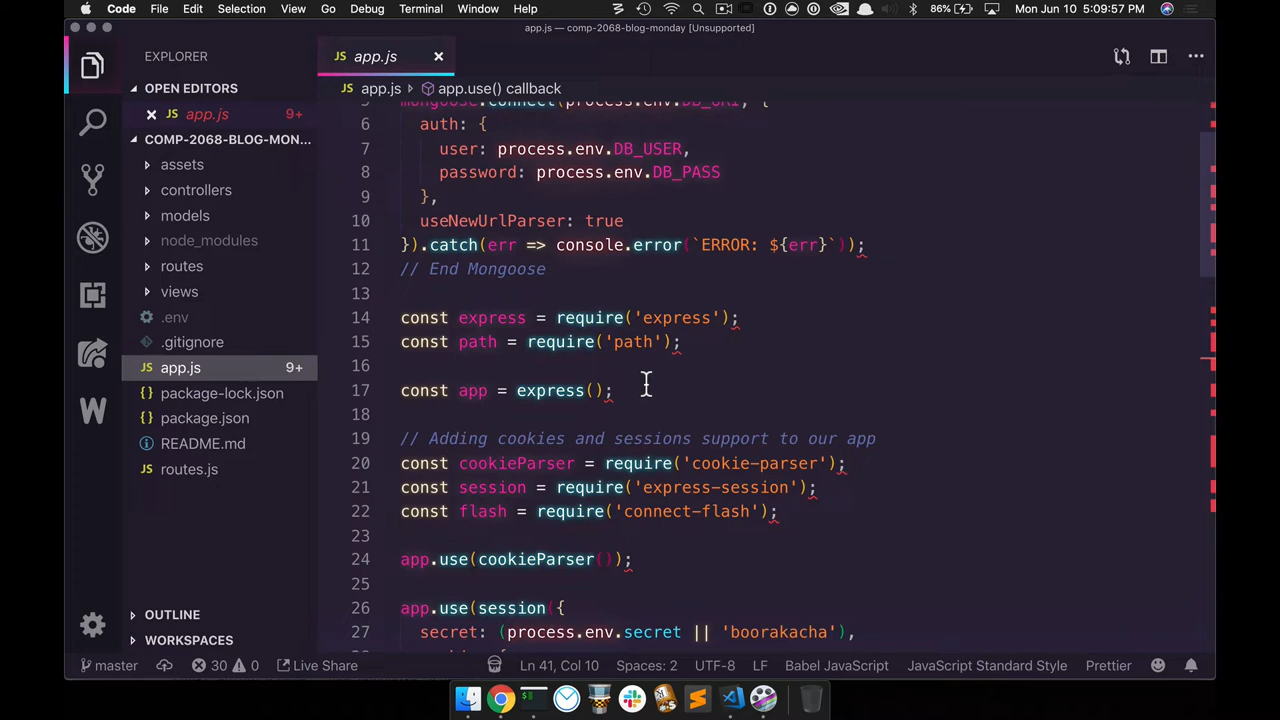 Code File Edit Selection View Go Debug Terminal Window Help 86% Mon Jun 10 5:09:57 PM
app.js — comp-2068-blog-monday [Unsupported]
EXPLORER
OPEN EDITORS
JS app.js 9+
COMP-2068-BLOG-MON...
assets
controllers
models
node_modules
routes
views
.env
.gitignore
JS app.js 9+
{} package-lock.json
{} package.json
README.md
JS routes.js
OUTLINE
WORKSPACES
JS app.js
JS app.js app.use() callback
5 mongoose.connect(process.env.DB_URI, {
6 auth: {
7 user: process.env.DB_USER,
8 password: process.env.DB_PASS
9 },
10 useNewUrlParser: true
11 }).catch(err => console.error(`ERROR: ${err}`));
12 // End Mongoose
13
14 const express = require('express');
15 const path = require('path');
16
17 const app = express();
18
19 // Adding cookies and sessions support to our app
20 const cookieParser = require('cookie-parser');
21 const session = require('express-session');
22 const flash = require('connect-flash');
23
24 app.use(cookieParser());
25
26 app.use(session({
27 secret: (process.env.secret || 'boorakacha'),
master 30 0 Live Share Ln 41, Col 10 Spaces: 2 UTF-8 LF Babel JavaScript JavaScript Standard Style Prettier